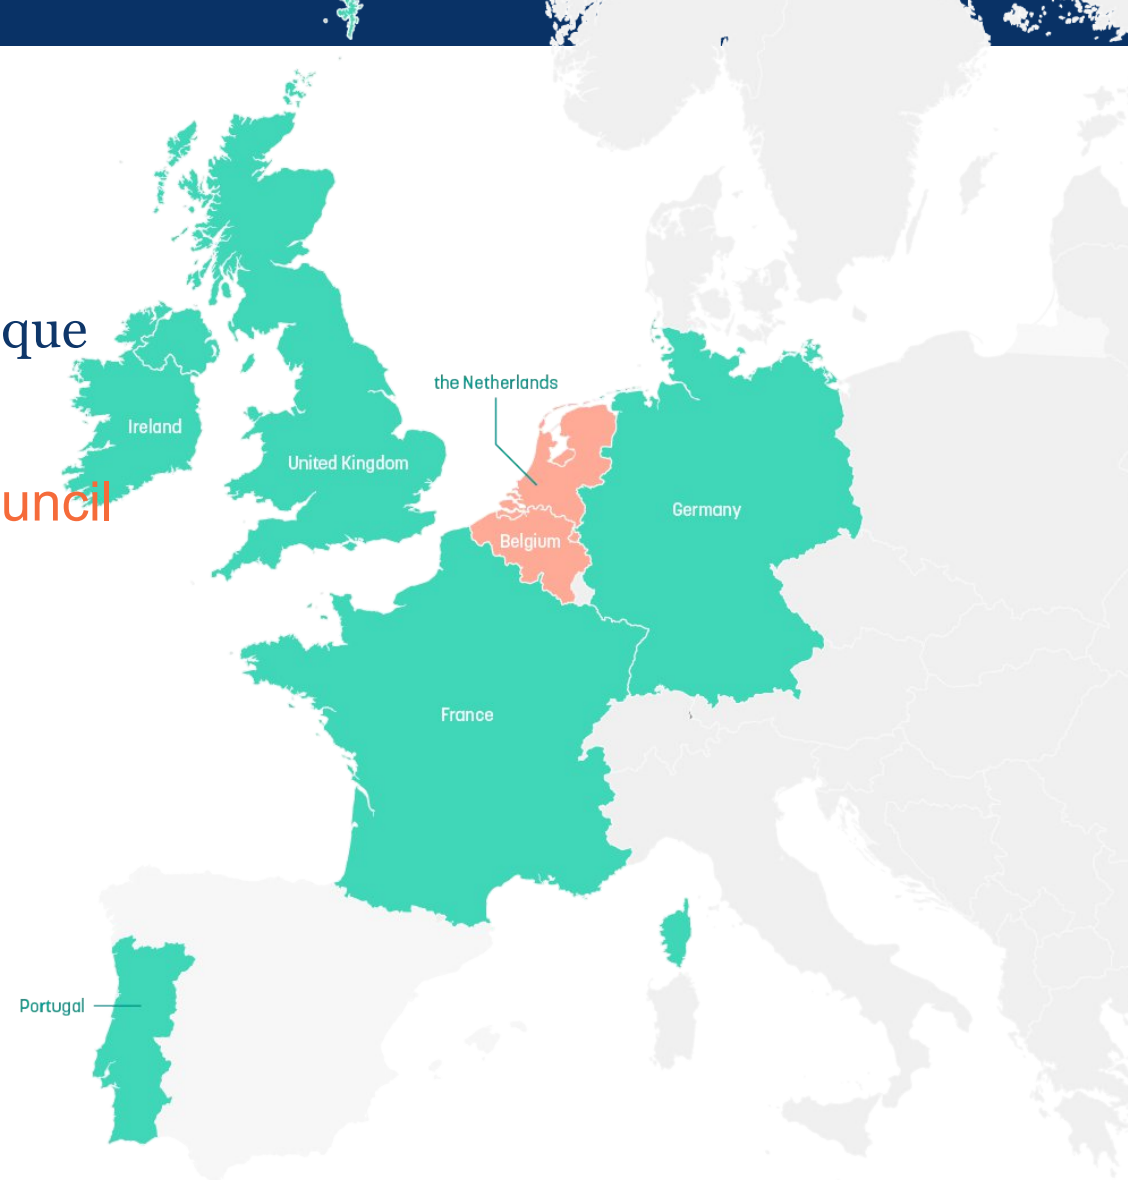 que
the Netherlands
Ireland
United Kingdom
uncil
Germany
Belgium
France
Portugal